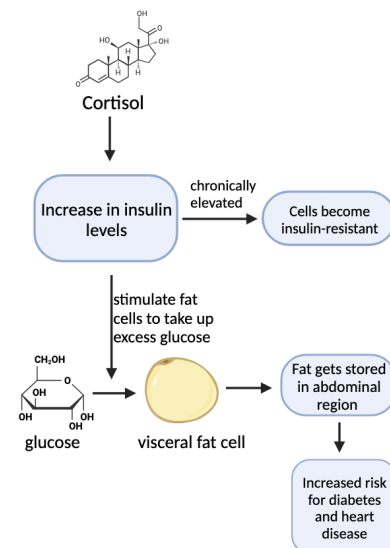 OH
O
HO
OH
H
H
H
O
Cortisol
Increase in insulin
levels
chronically
elevated
Cells become
insulin-resistant
stimulate fat
cells to take up
excess glucose
CH₂OH
O
OH
OH
OH
OH
glucose
visceral fat cell
Fat gets stored
in abdominal
region
Increased risk
for diabetes
and heart
disease